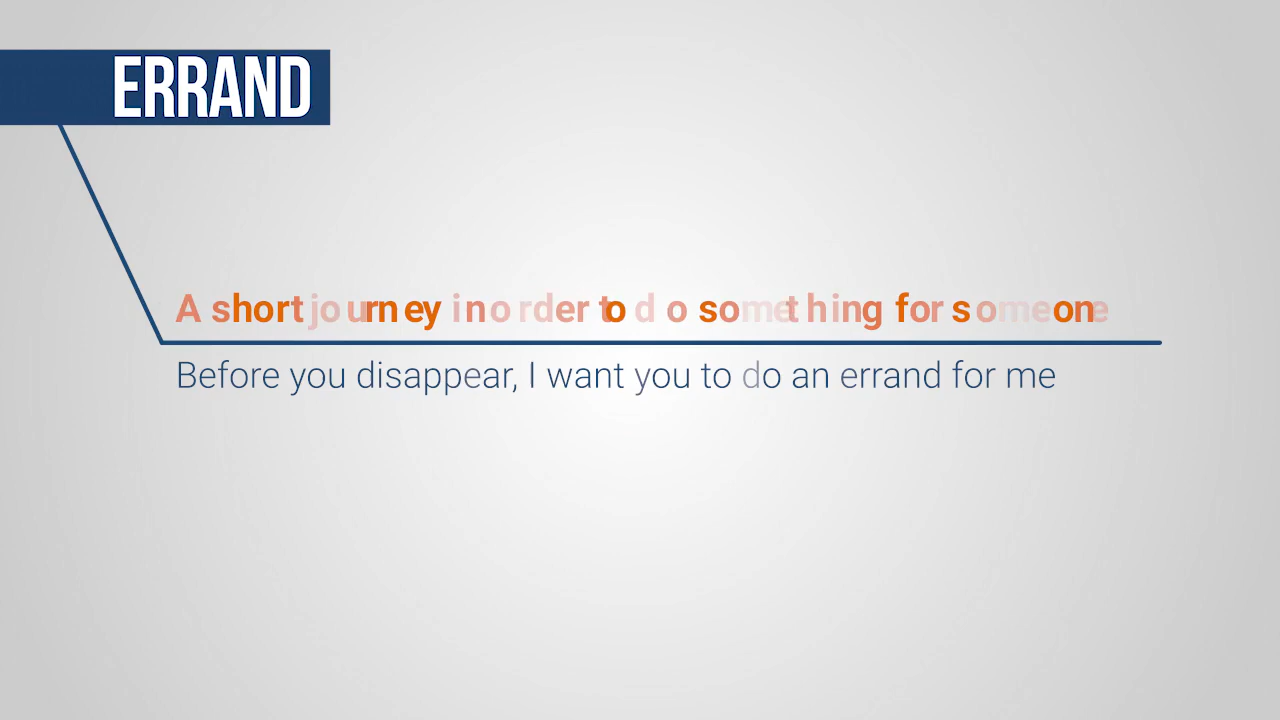 ERRAND
A short journey in order to do something for someone
Before you disappear, I want you to do an errand for me